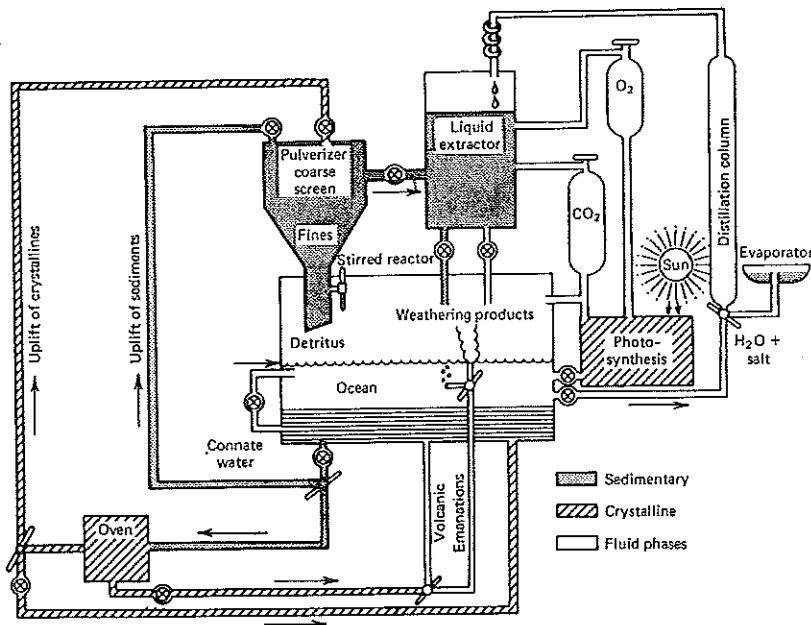 O₂
Liquid
extractor
Pulverizer
coarse
screen
Distillation column
CO₂
Fines
Uplift of crystallines
Uplift of sediments
Stirred reactor
Sun
Evaporator
Weathering products
Detritus
Photo-
synthesis
H₂O +
salt
Ocean
Connate
water
Volcanic
Emanations
Oven
Sedimentary
Crystalline
Fluid phases